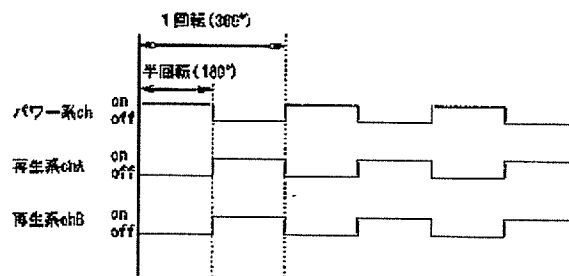 1回転(360°)
半回転(180°)
パワー系ch on
off
再生系chA on
off
再生系chB on
off